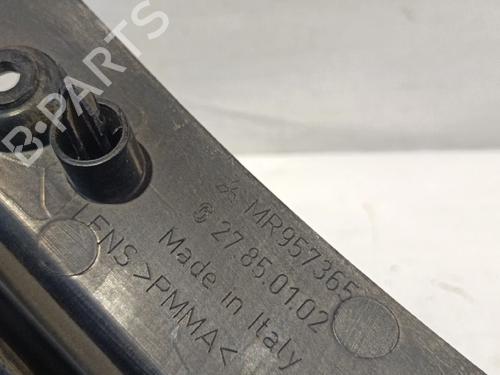 B-PARTS
MR957365
27.85.01.02
Made in Italy
LENS >PMMA<